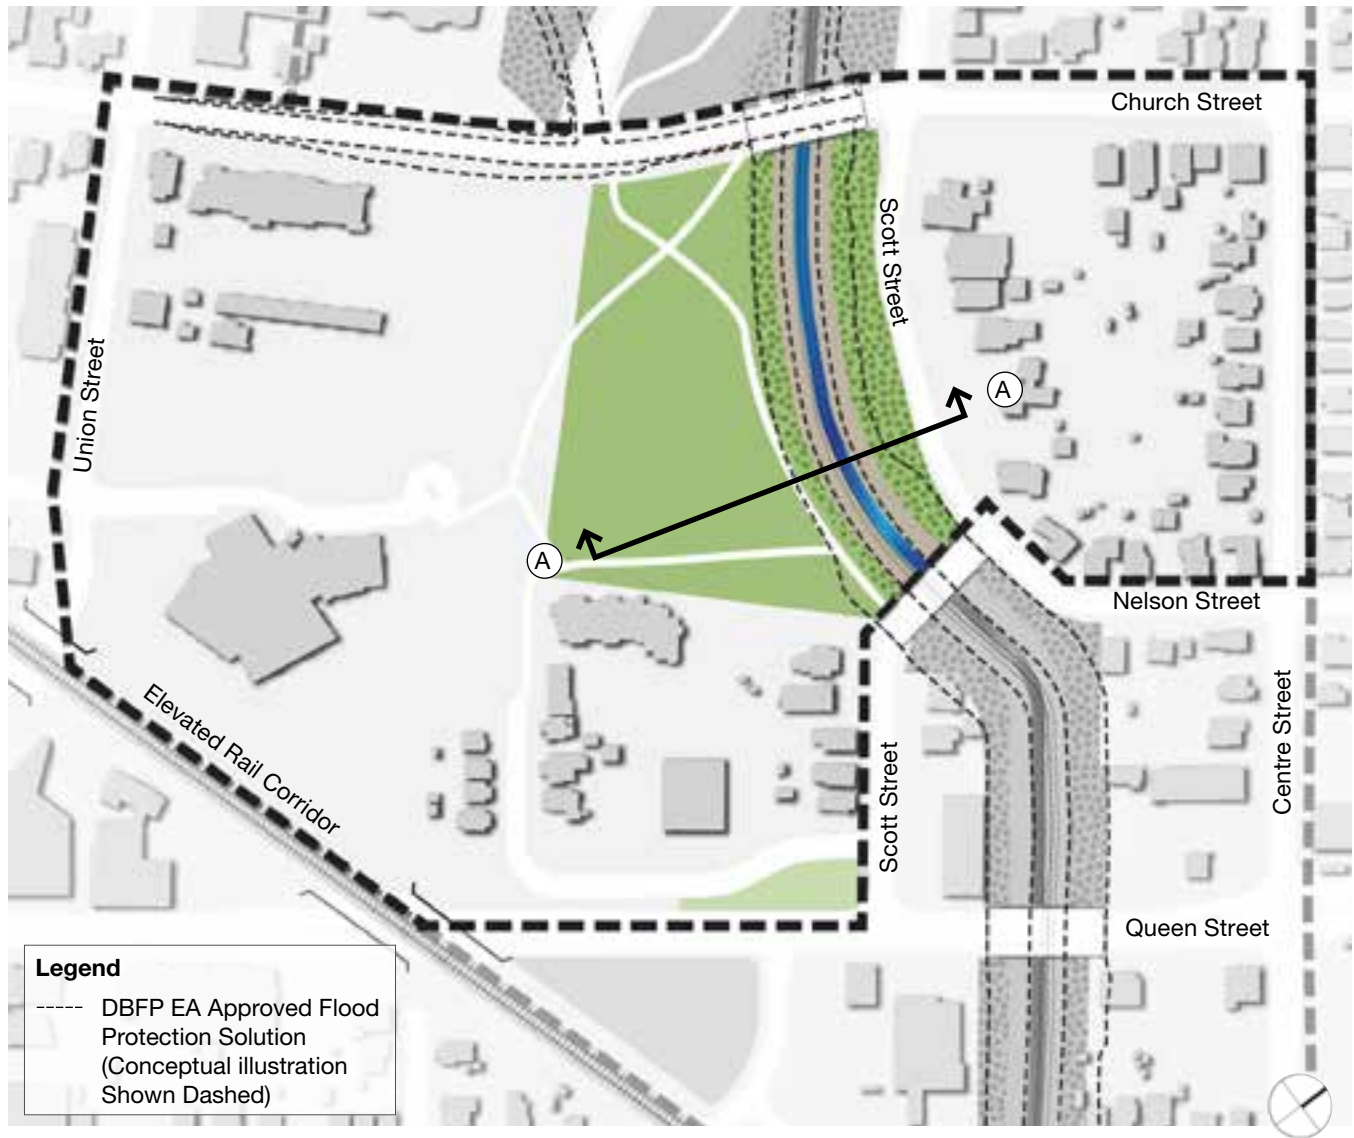 Church Street
Scott Street
Union Street
A
A
Nelson Street
Elevated Rail Corridor
Scott Street
Centre Street
Queen Street
Legend
DBFP EA Approved Flood
Protection Solution
(Conceptual illustration
Shown Dashed)